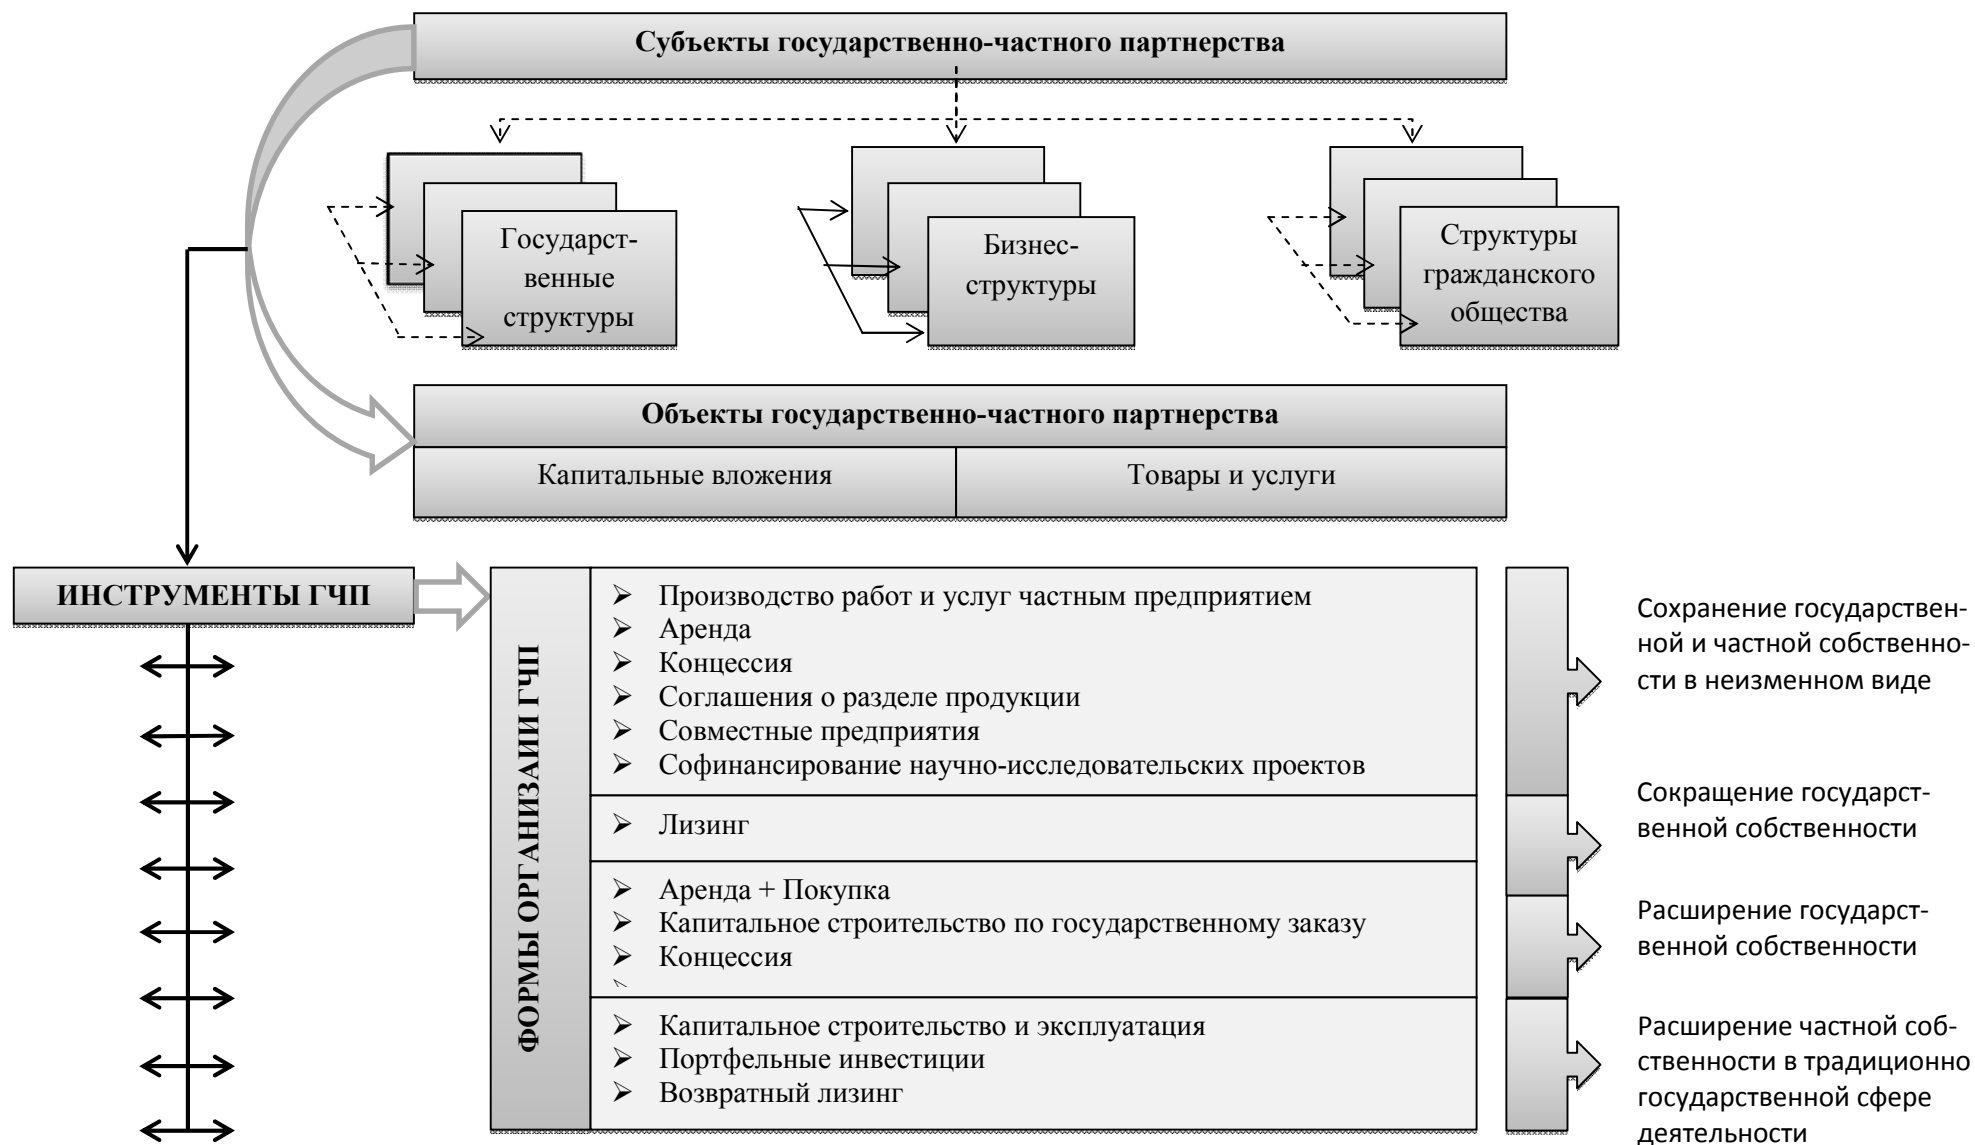 Субъекты государственно-частного партнерства
Государст-
венные
структуры
Бизнес-
структуры
Структуры
гражданского
общества
Объекты государственно-частного партнерства
Капитальные вложения
Товары и услуги
ИНСТРУМЕНТЫ ГЧП
ФОРМЫ ОРГАНИЗАИИ ГЧП
Производство работ и услуг частным предприятием
Аренда
Концессия
Соглашения о разделе продукции
Совместные предприятия
Софинансирование научно-исследовательских проектов
Лизинг
Аренда + Покупка
Капитальное строительство по государственному заказу
Концессия
Капитальное строительство и эксплуатация
Портфельные инвестиции
Возвратный лизинг
Сохранение государствен-
ной и частной собственно-
сти в неизменном виде
Сокращение государст-
венной собственности
Расширение государст-
венной собственности
Расширение частной соб-
ственности в традиционно
государственной сфере
деятельности